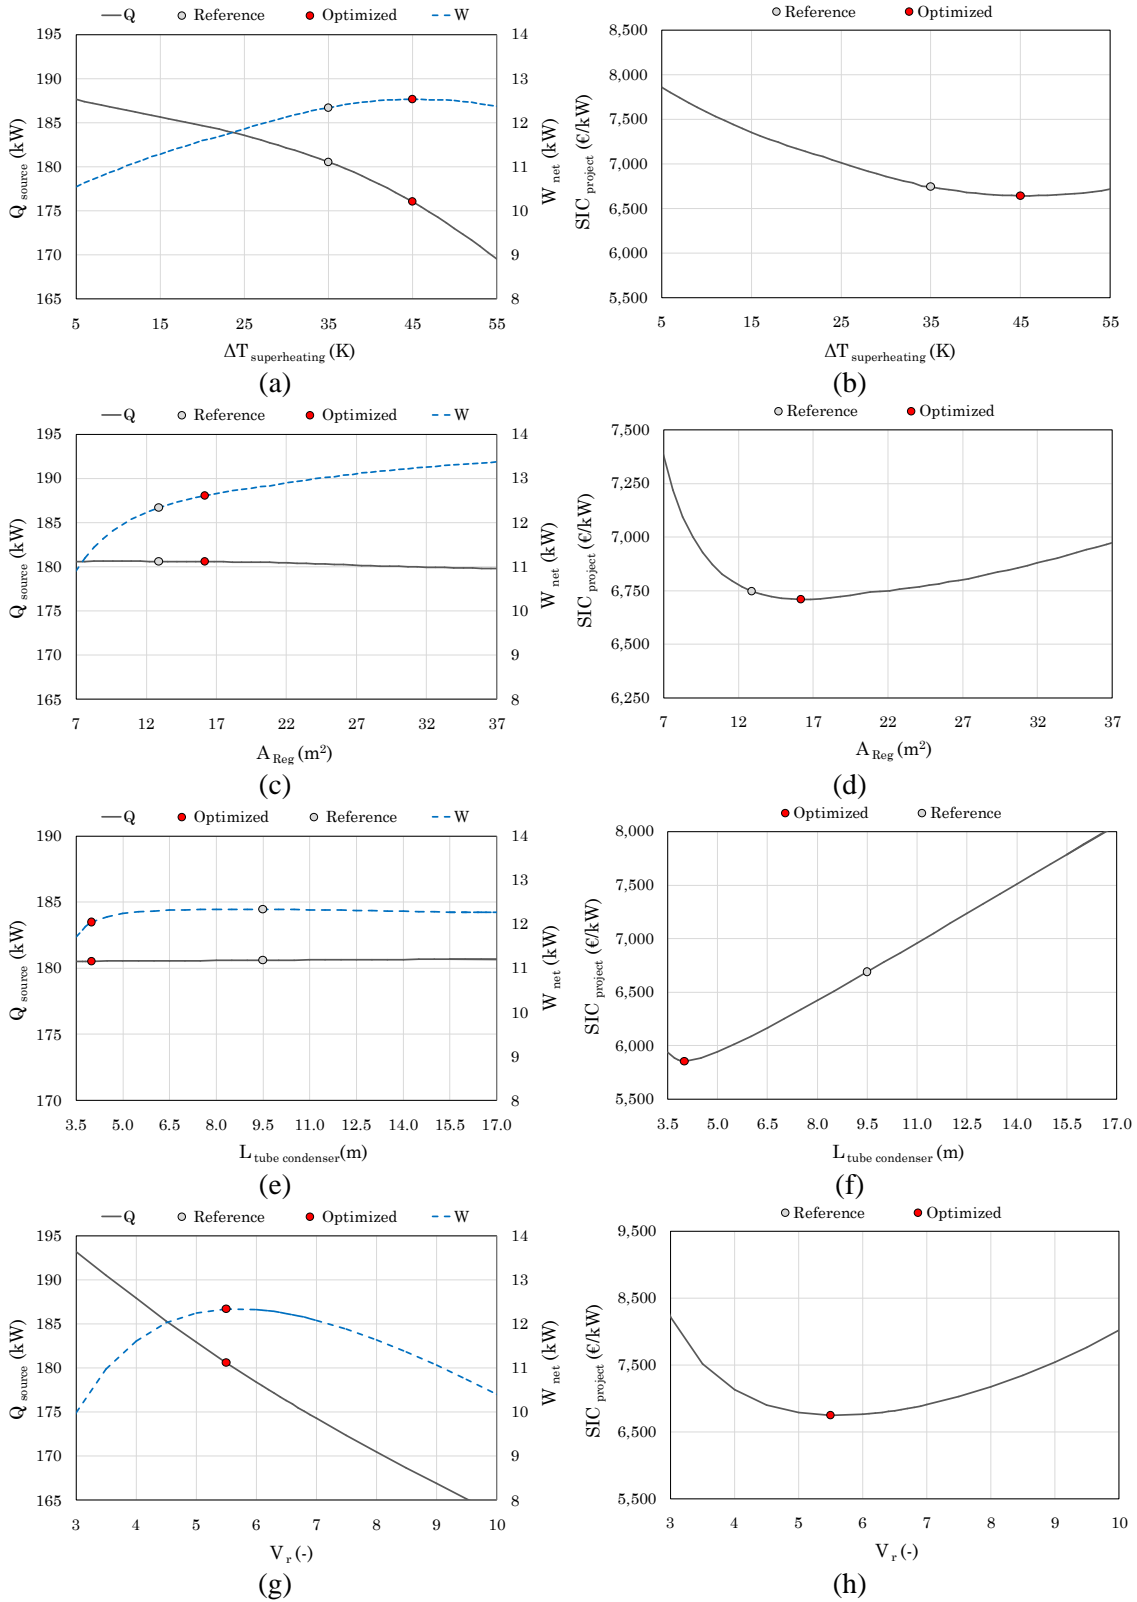 Q Reference Optimized W
195 14
190 13
185 12
180 11
175 10
170 9
165 8
Q source (kW)
W net (kW)
5 15 25 35 45 55
ΔT superheating (K)
(a)
Reference Optimized
8,500
8,000
7,500
7,000
6,500
6,000
5,500
SIC project (€/kW)
5 15 25 35 45 55
ΔT superheating (K)
(b)
Q Reference Optimized W
195 14
190 13
185 12
180 11
175 10
170 9
165 8
Q source (kW)
W net (kW)
7 12 17 22 27 32 37
A Reg (m²)
(c)
Reference Optimized
7,500
7,250
7,000
6,750
6,500
6,250
SIC project (€/kW)
7 12 17 22 27 32 37
A Reg (m²)
(d)
Q Optimized Reference W
190 14
13
185 12
180 11
10
175 9
170 8
Q source (kW)
W net (kW)
3.5 5.0 6.5 8.0 9.5 11.0 12.5 14.0 15.5 17.0
L tube condenser(m)
(e)
Optimized Reference
8,000
7,500
7,000
6,500
6,000
5,500
SIC project (€/kW)
3.5 5.0 6.5 8.0 9.5 11.0 12.5 14.0 15.5 17.0
L tube condenser (m)
(f)
Q Reference Optimized W
195 14
190 13
185 12
180 11
175 10
170 9
165 8
Q source (kW)
W net (kW)
3 4 5 6 7 8 9 10
V r (-)
(g)
Reference Optimized
9,500
8,500
7,500
6,500
5,500
SIC project (€/kW)
3 4 5 6 7 8 9 10
V r (-)
(h)